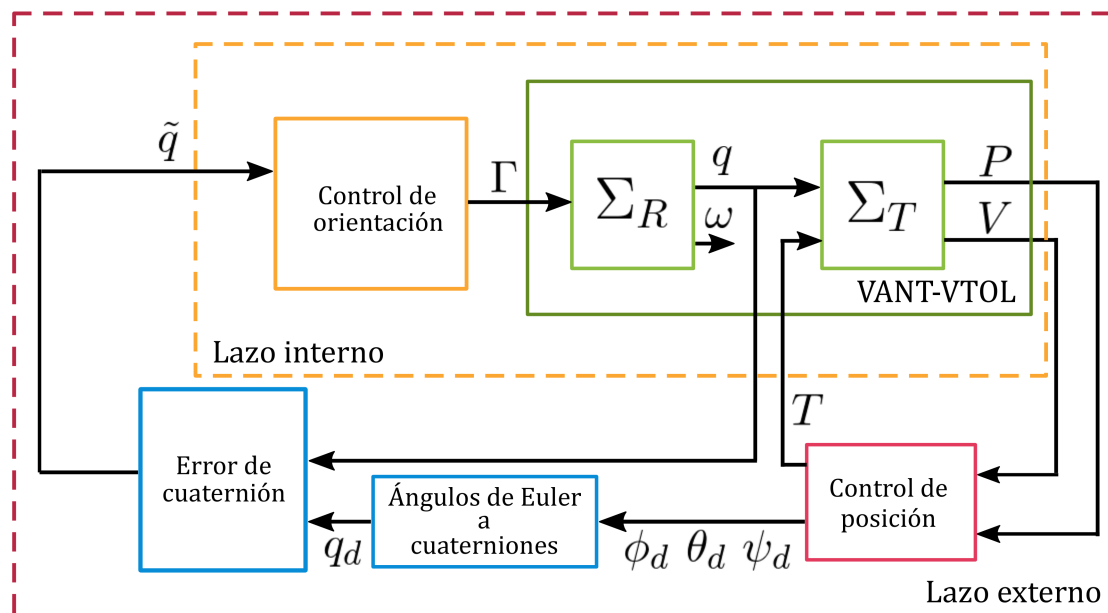 q̃
Control de
orientación
Γ
Σ_R
q
ω
Σ_T
P
V
VANT-VTOL
Lazo interno
T
Error de
cuaternión
q_d
Ángulos de Euler
a
cuaterniones
ϕ_d θ_d ψ_d
Control de
posición
Lazo externo